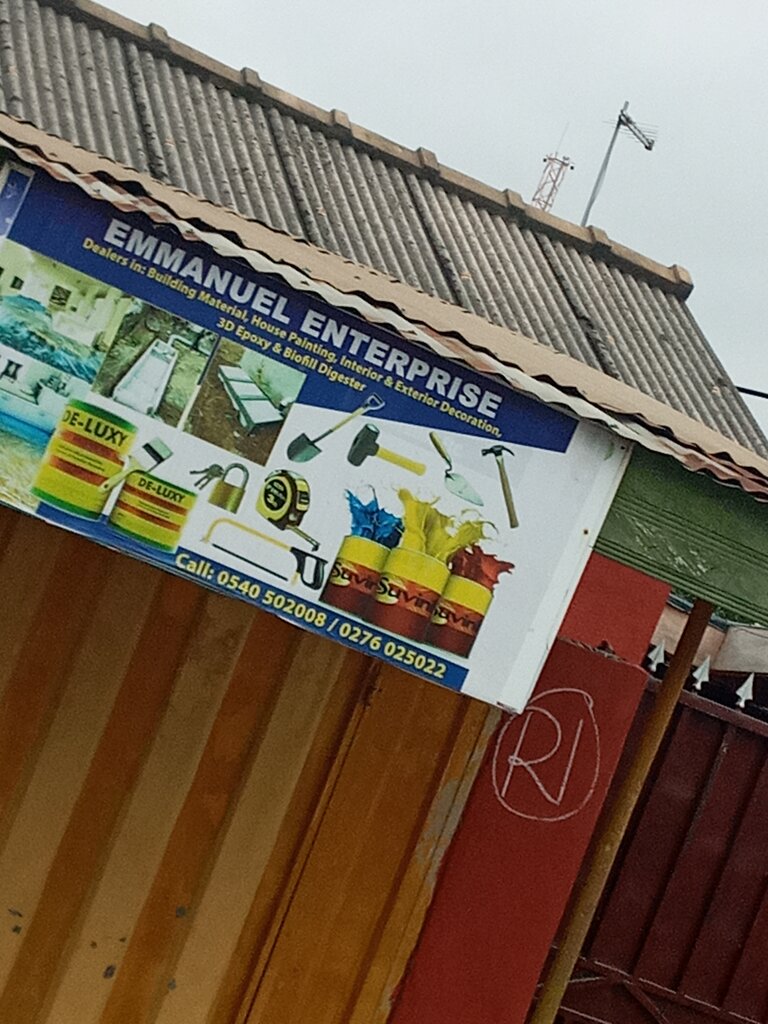 EMMANUEL ENTERPRISE
Dealers in: Building Material, House Painting, Interior & Exterior Decoration,
3D Epoxy & Biofill Digester
DE-LUXY
DE-LUXY
Suvin
Suvin
Suvin
Call: 0540 502008 / 0276 025022
R1